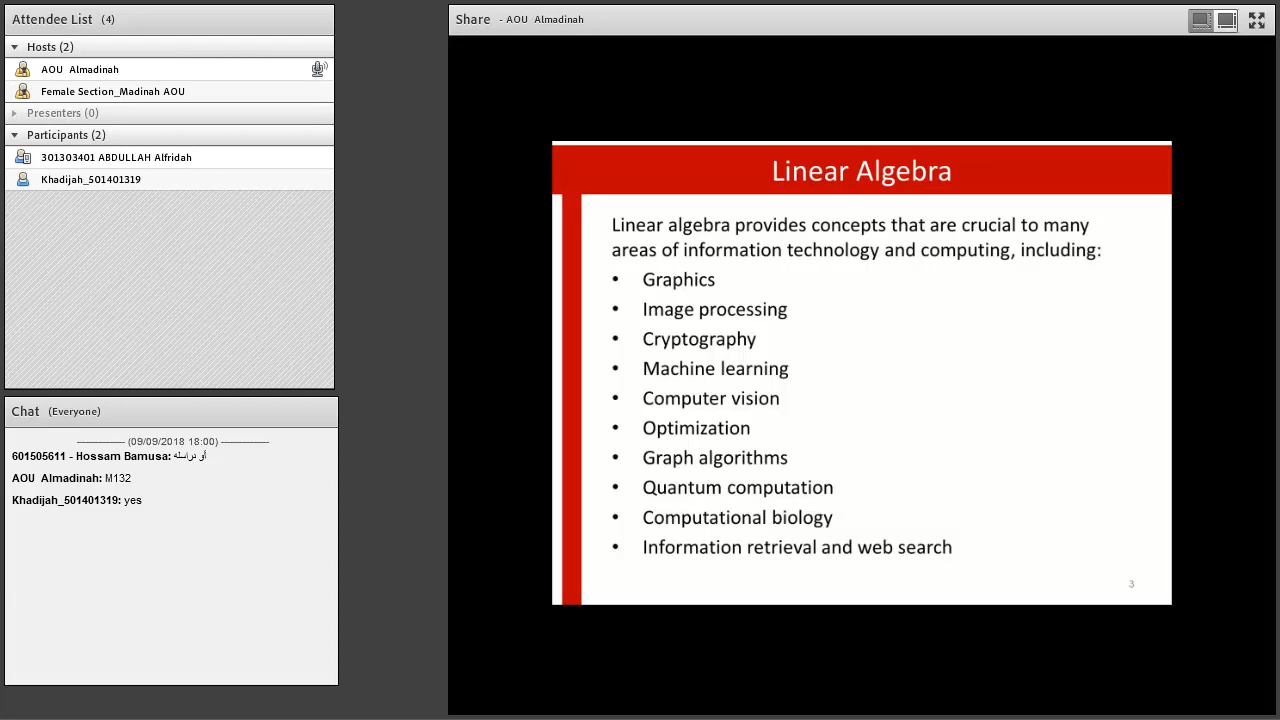 Attendee List (4)
Hosts (2)
AOU Almadinah
Female Section_Madinah AOU
Presenters (0)
Participants (2)
301303401 ABDULLAH Alfridah
Khadijah_501401319
Chat (Everyone)
--------------- (09/09/2018 18:00) ---------------
601505611 - Hossam Bamusa: أو نراسله
AOU Almadinah: M132
Khadijah_501401319: yes
Share - AOU Almadinah
Linear Algebra
Linear algebra provides concepts that are crucial to many
areas of information technology and computing, including:
• Graphics
• Image processing
• Cryptography
• Machine learning
• Computer vision
• Optimization
• Graph algorithms
• Quantum computation
• Computational biology
• Information retrieval and web search
3